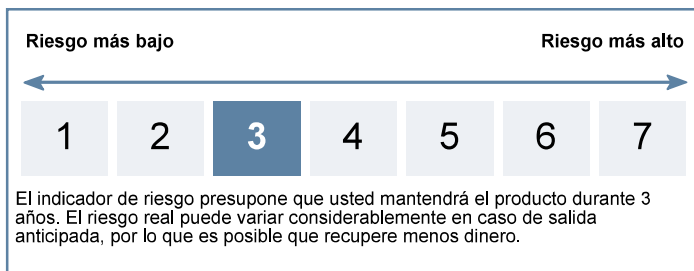 Riesgo más bajo Riesgo más alto
1 2 3 4 5 6 7
El indicador de riesgo presupone que usted mantendrá el producto durante 3
años. El riesgo real puede variar considerablemente en caso de salida
anticipada, por lo que es posible que recupere menos dinero.